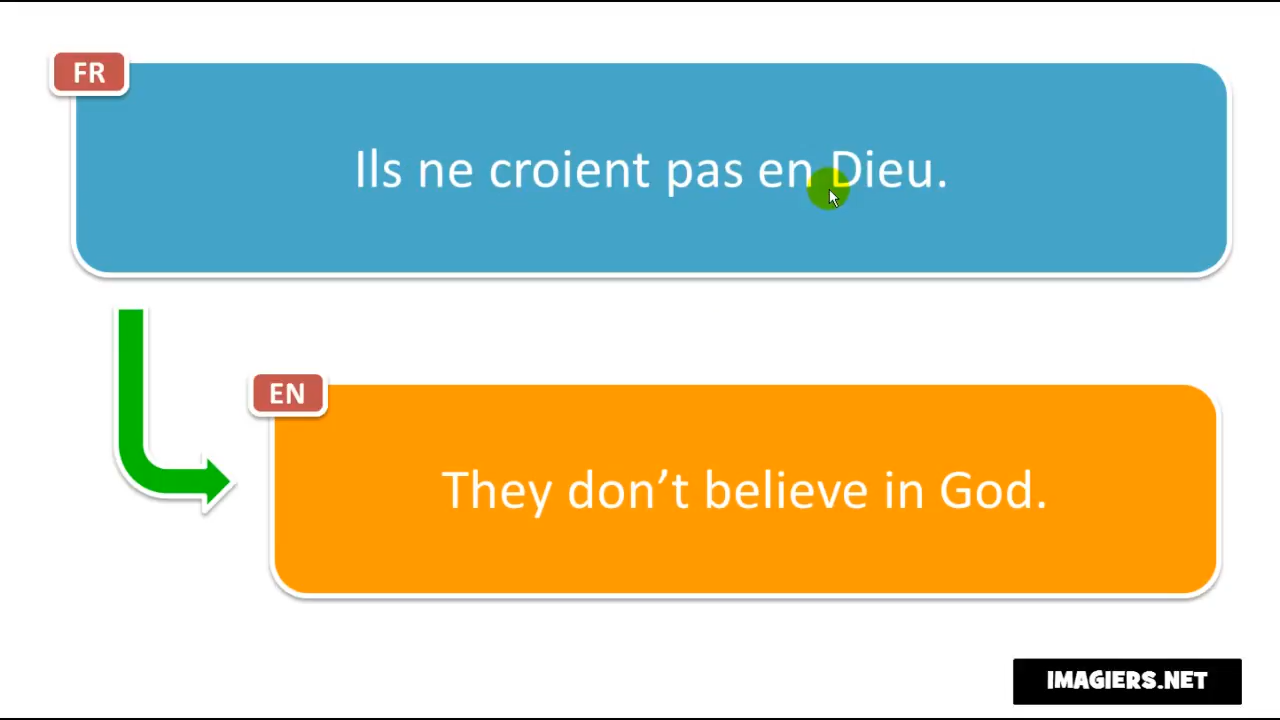 FR
Ils ne croient pas en Dieu.
EN
They don’t believe in God.
IMAGIERS.NET